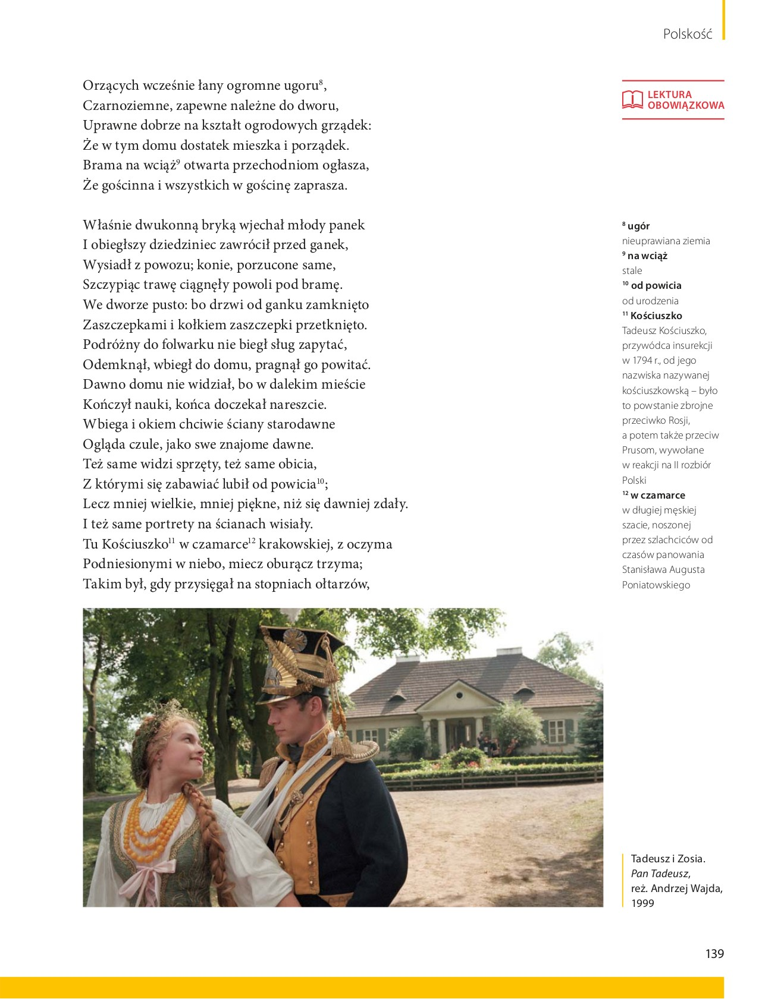 Polskość
Orzących wcześnie łany ogromne ugoru⁸,
Czarnoziemne, zapewne należne do dworu,
Uprawne dobrze na kształt ogrodowych grządek:
Że w tym domu dostatek mieszka i porządek.
Brama na wciąż⁹ otwarta przechodniom ogłasza,
Że gościnna i wszystkich w gościnę zaprasza.
Właśnie dwukonną bryką wjechał młody panek
I obiegłszy dziedziniec zawrócił przed ganek,
Wysiadł z powozu; konie, porzucone same,
Szczypiąc trawę ciągnęły powoli pod bramę.
We dworze pusto: bo drzwi od ganku zamknięto
Zaszczepkami i kołkiem zaszczepki przetknięto.
Podróżny do folwarku nie biegł sług zapytać,
Odemknął, wbiegł do domu, pragnął go powitać.
Dawno domu nie widział, bo w dalekim mieście
Kończył nauki, końca doczekał nareszcie.
Wbiega i okiem chciwie ściany starodawne
Ogląda czule, jako swe znajome dawne.
Też same widzi sprzęty, też same obicia,
Z którymi się zabawiać lubił od powicia¹⁰;
Lecz mniej wielkie, mniej piękne, niż się dawniej zdały.
I też same portrety na ścianach wisiały.
Tu Kościuszko¹¹ w czamarce¹² krakowskiej, z oczyma
Podniesionymi w niebo, miecz oburącz trzyma;
Takim był, gdy przysięgał na stopniach ołtarzów,
LEKTURA
OBOWIĄZKOWA
⁸ ugór
nieuprawiana ziemia
⁹ na wciąż
stale
¹⁰ od powicia
od urodzenia
¹¹ Kościuszko
Tadeusz Kościuszko,
przywódca insurekcji
w 1794 r., od jego
nazwiska nazywanej
kościuszkowską – było
to powstanie zbrojne
przeciwko Rosji,
a potem także przeciw
Prusom, wywołane
w reakcji na II rozbiór
Polski
¹² w czamarce
w długiej męskiej
szacie, noszonej
przez szlachciców od
czasów panowania
Stanisława Augusta
Poniatowskiego
Tadeusz i Zosia.
Pan Tadeusz,
reż. Andrzej Wajda,
1999
139